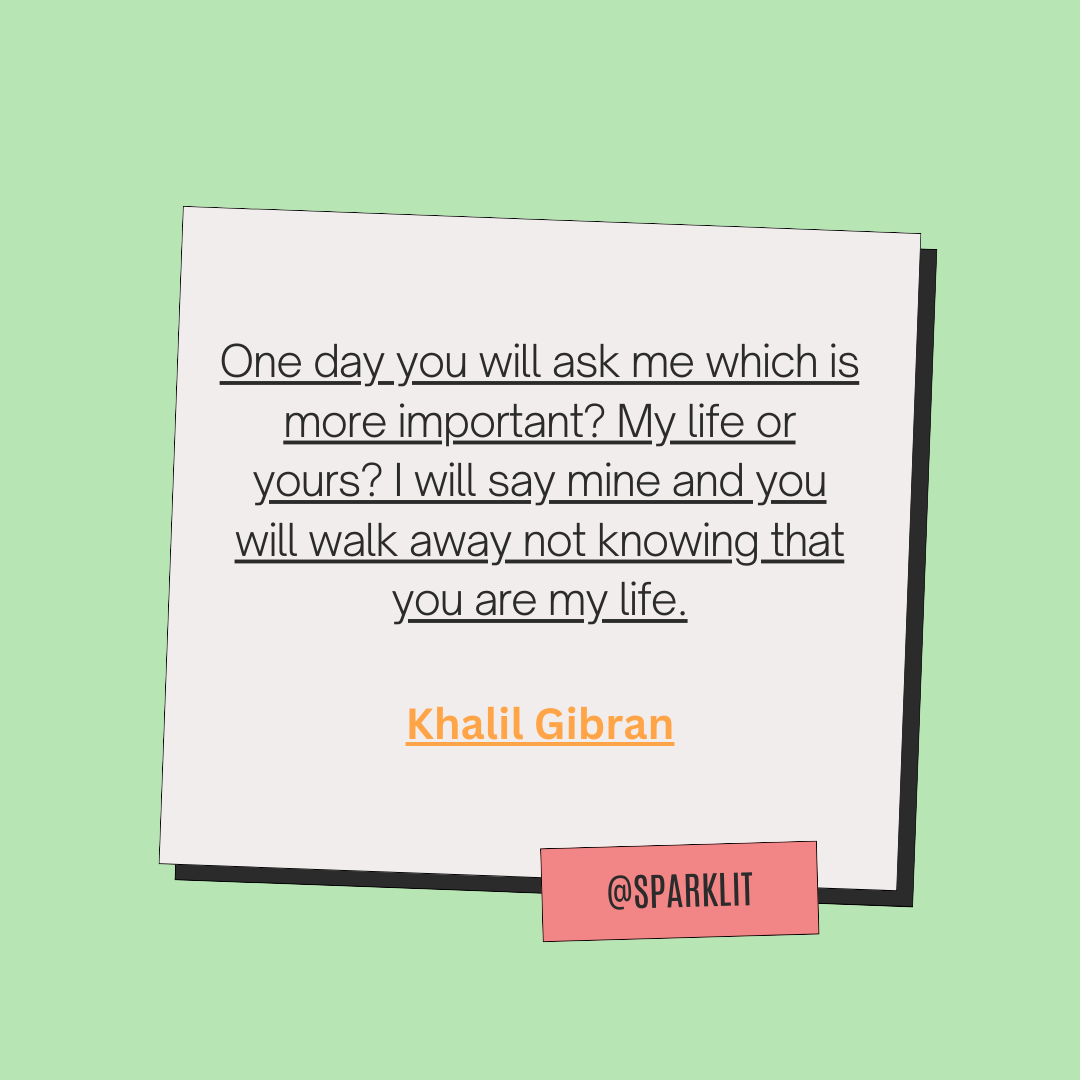 One day you will ask me which is
more important? My life or
yours? I will say mine and you
will walk away not knowing that
you are my life.
Khalil Gibran
@SPARKLIT